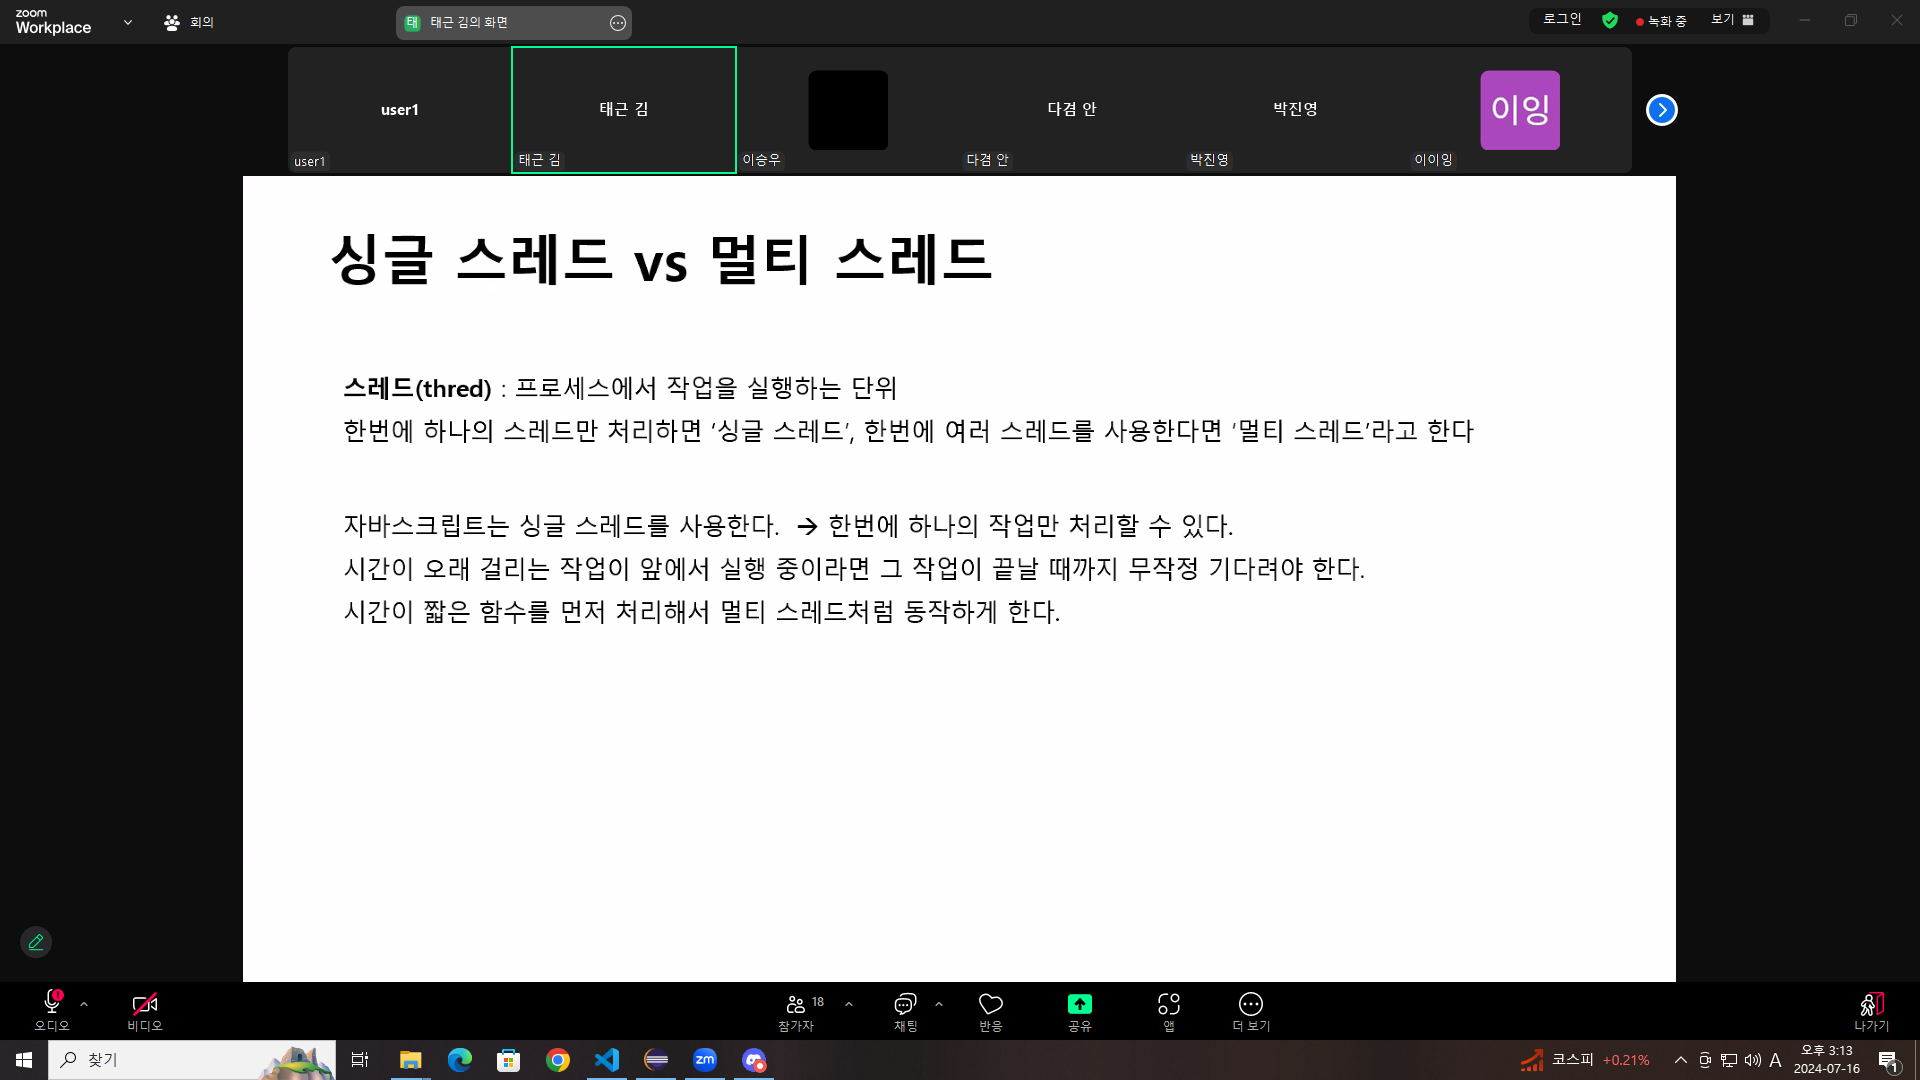 zoom
Workplace
회의
태 태근 김의 화면
로그인
녹화 중
보기
user1
태근 김
다겸 안
박진영
이잉
user1
태근 김
이승우
다겸 안
박진영
이이잉
싱글 스레드 vs 멀티 스레드
스레드(thred) : 프로세스에서 작업을 실행하는 단위
한번에 하나의 스레드만 처리하면 ‘싱글 스레드’, 한번에 여러 스레드를 사용한다면 ‘멀티 스레드’라고 한다
자바스크립트는 싱글 스레드를 사용한다. → 한번에 하나의 작업만 처리할 수 있다.
시간이 오래 걸리는 작업이 앞에서 실행 중이라면 그 작업이 끝날 때까지 무작정 기다려야 한다.
시간이 짧은 함수를 먼저 처리해서 멀티 스레드처럼 동작하게 한다.
오디오
비디오
참가자 18
채팅
반응
공유
앱
더 보기
나가기
찾기
zm
코스피 +0.21%
A
오후 3:13
2024-07-16
1